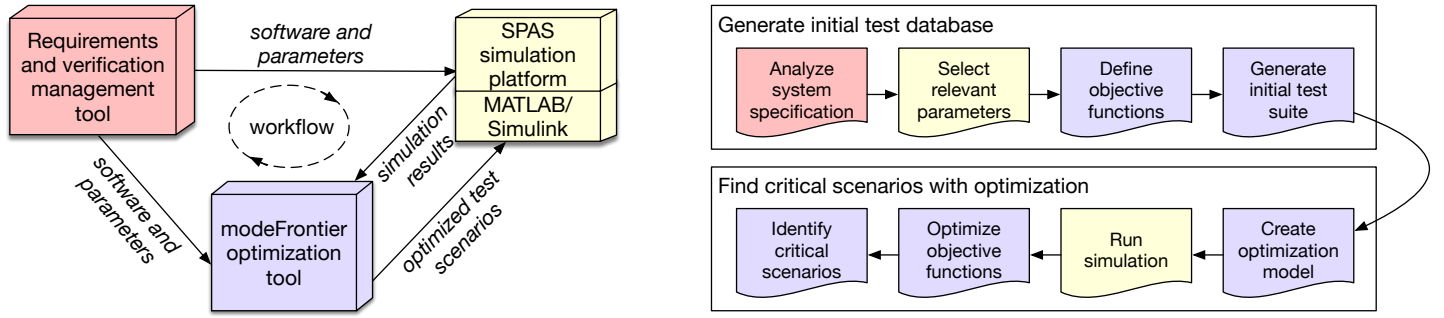 Requirements
and verification
management
tool
software and
parameters
SPAS
simulation
platform
MATLAB/
Simulink
workflow
simulation
results
software and
parameters
modeFrontier
optimization
tool
optimized test
scenarios
Generate initial test database
Analyze
system
specification
Select
relevant
parameters
Define
objective
functions
Generate
initial test
suite
Find critical scenarios with optimization
Identify
critical
scenarios
Optimize
objective
functions
Run
simulation
Create
optimization
model